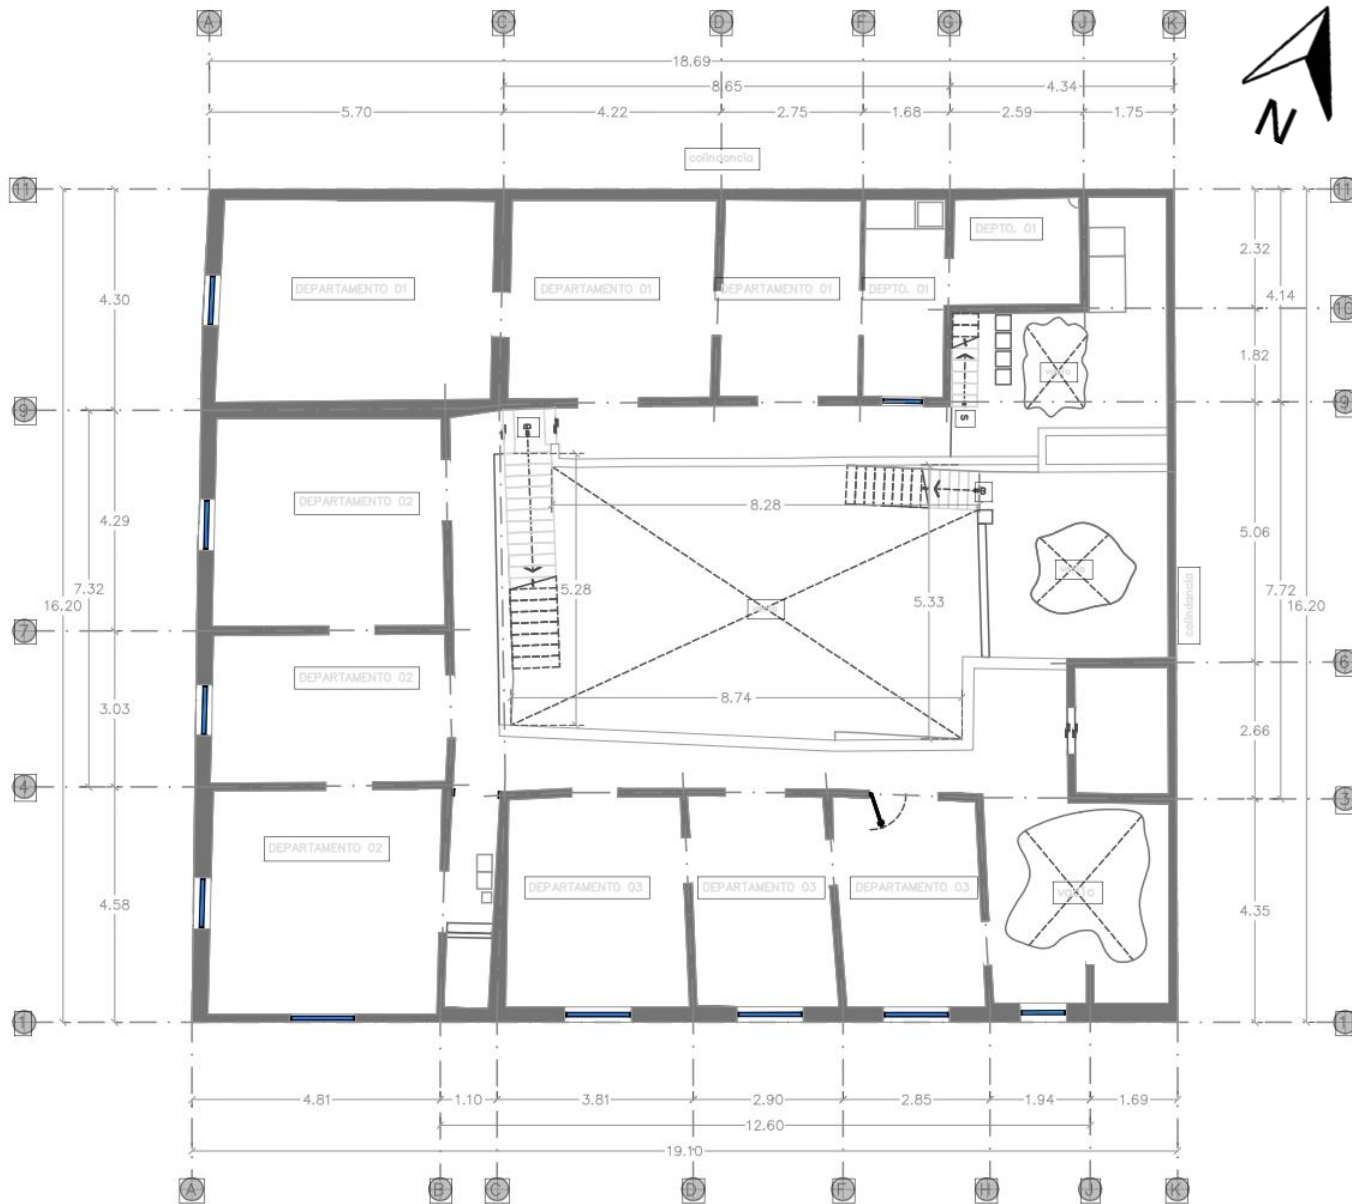 A C D F G J K
18.69
8.65 4.34
5.70 4.22 2.75 1.68 2.59 1.75
N
colindancia
11 11
DEPTO. 01
2.32
DEPARTAMENTO 01 DEPARTAMENTO 01 DEPARTAMENTO 01 DEPTO. 01
4.30 4.14
10
1.82
9 9
S
B
DEPARTAMENTO 02
B
8.28
4.29 5.06
7.32 5.28 7.72
16.20 5.33 16.20
colindancia
7
6
DEPARTAMENTO 02
8.74
3.03
2.66
4 3
DEPARTAMENTO 02
DEPARTAMENTO 03 DEPARTAMENTO 03 DEPARTAMENTO 03 vacio
4.58 4.35
1 1
4.81 1.10 3.81 2.90 2.85 1.94 1.69
12.60
19.10
A B C D F H J K